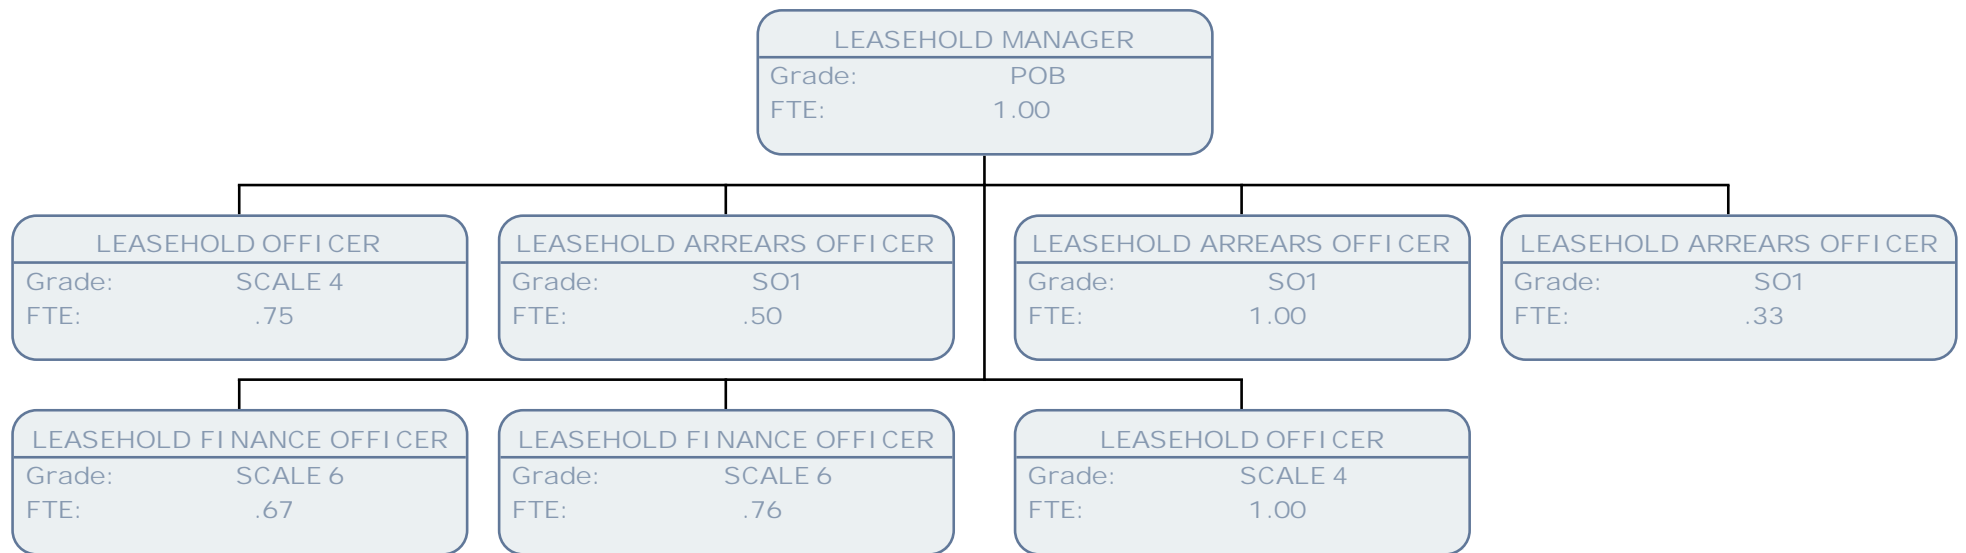 LEASEHOLD MANAGER
Grade: POB
FTE: 1.00
LEASEHOLD OFFICER
Grade: SCALE 4
FTE: .75
LEASEHOLD ARREARS OFFICER
Grade: SO1
FTE: .50
LEASEHOLD ARREARS OFFICER
Grade: SO1
FTE: 1.00
LEASEHOLD ARREARS OFFICER
Grade: SO1
FTE: .33
LEASEHOLD FINANCE OFFICER
Grade: SCALE 6
FTE: .67
LEASEHOLD FINANCE OFFICER
Grade: SCALE 6
FTE: .76
LEASEHOLD OFFICER
Grade: SCALE 4
FTE: 1.00